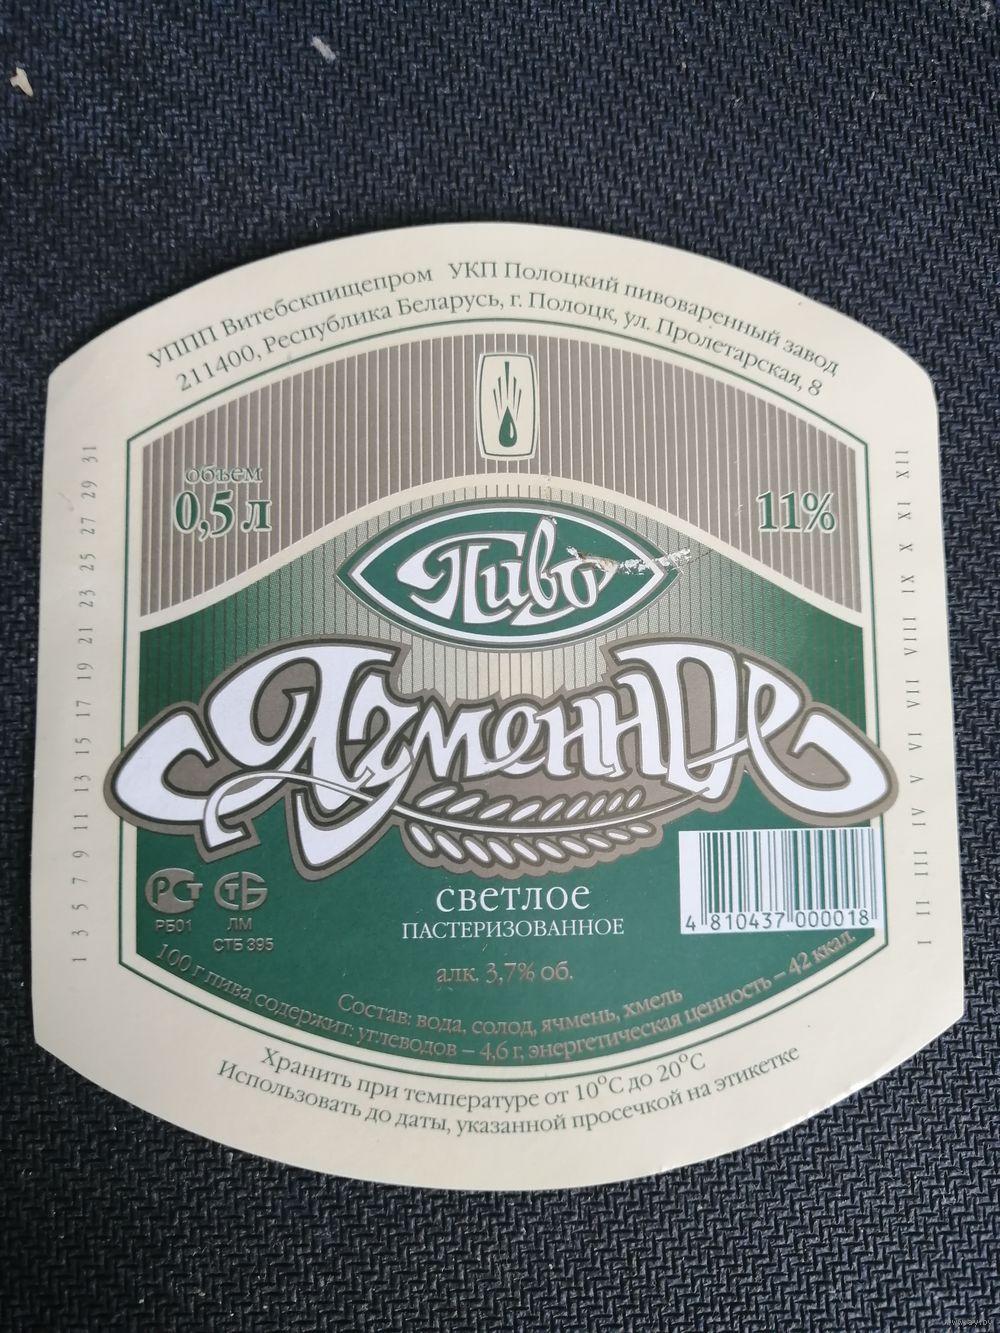 УППП Витебскпищепром УКП Полоцкий пивоваренный завод
211400, Республика Беларусь, г. Полоцк, ул. Пролетарская, 8
объем
0,5 л
11%
Пиво
Ячменное
светлое
ПАСТЕРИЗОВАННОЕ
алк. 3,7% об.
РСТ
РБ01
СТБ
ЛМ
СТБ 395
4 810437 000018
Состав: вода, солод, ячмень, хмель
100 г пива содержит: углеводов – 4,6 г, энергетическая ценность – 42 ккал.
Хранить при температуре от 10°С до 20°С
Использовать до даты, указанной просечкой на этикетке
1 3 5 7 9 11 13 15 17 19 21 23 25 27 29 31
I II III IV V VI VII VIII IX X XI XII